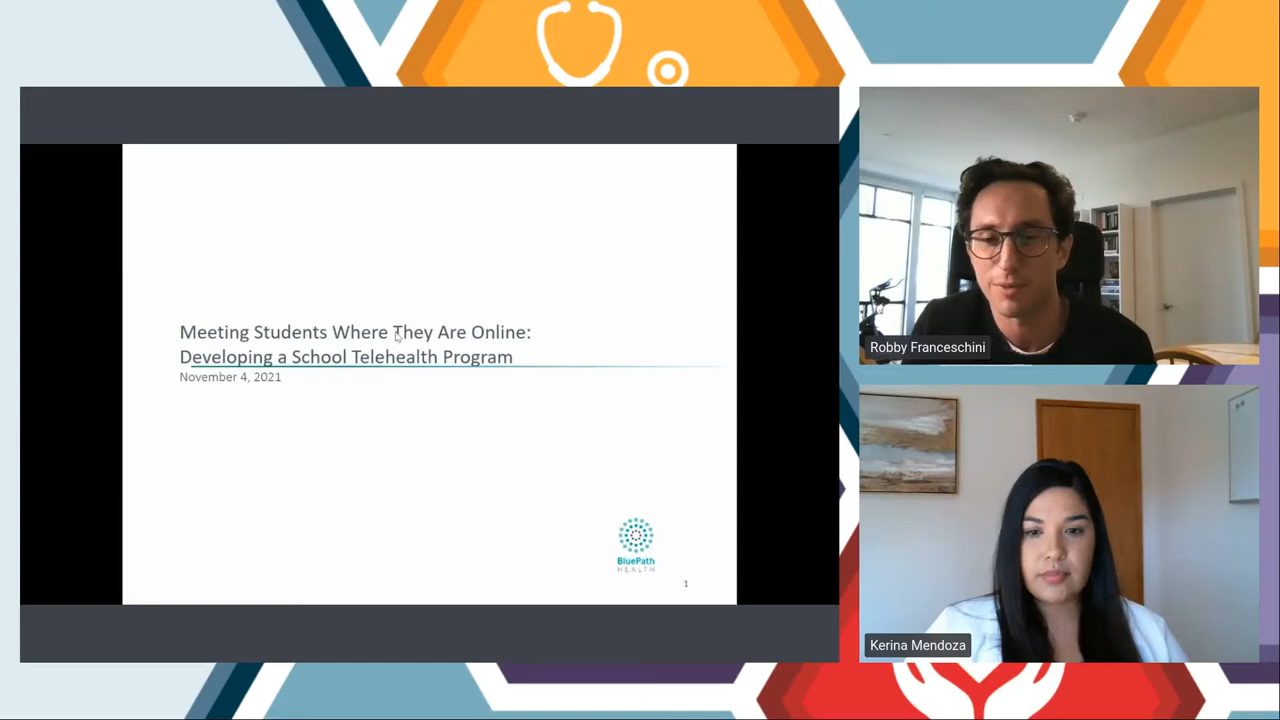 Meeting Students Where They Are Online:
Developing a School Telehealth Program
November 4, 2021
BluePath
HEALTH
1
Robby Franceschini
Kerina Mendoza